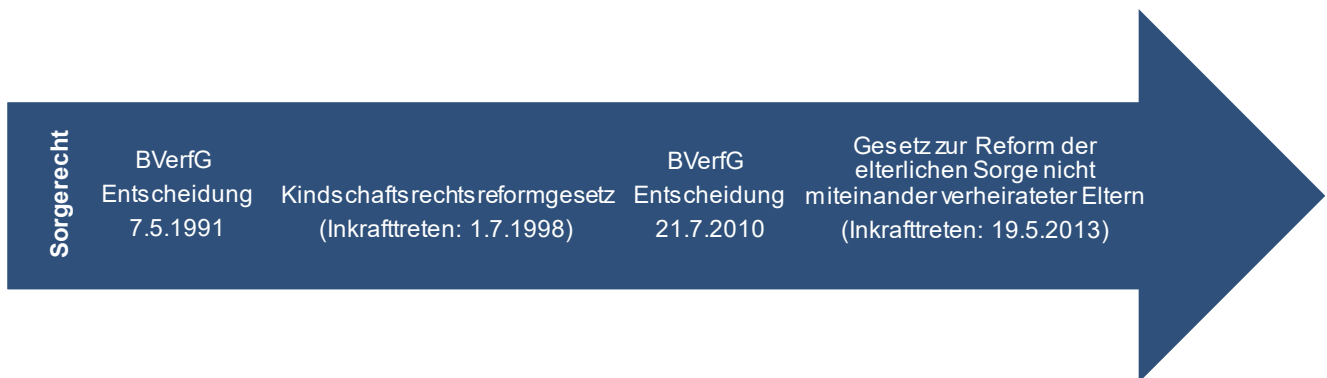 Sorgerecht
BVerfG
Entscheidung
7.5.1991
Kindschaftsrechtsreformgesetz
(Inkrafttreten: 1.7.1998)
BVerfG
Entscheidung
21.7.2010
Gesetz zur Reform der
elterlichen Sorge nicht
miteinander verheirateter Eltern
(Inkrafttreten: 19.5.2013)